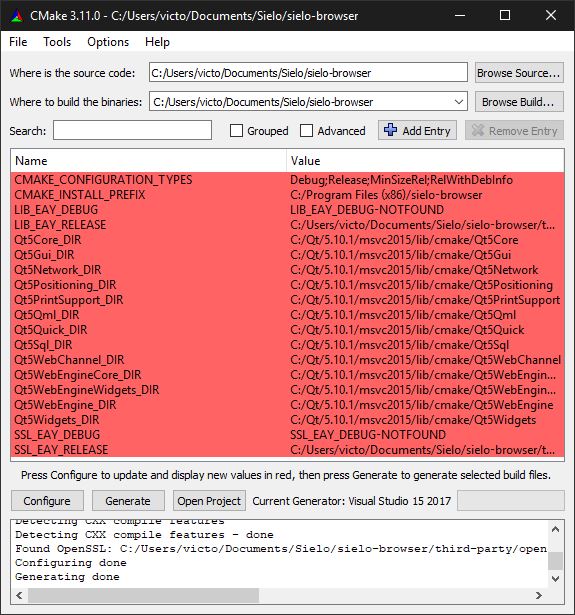 CMake 3.11.0 - C:/Users/victo/Documents/Sielo/sielo-browser
File Tools Options Help
Where is the source code: C:/Users/victo/Documents/Sielo/sielo-browser Browse Source...
Where to build the binaries: C:/Users/victo/Documents/Sielo/sielo-browser Browse Build...
Search: Grouped Advanced Add Entry Remove Entry
Name Value
CMAKE_CONFIGURATION_TYPES Debug;Release;MinSizeRel;RelWithDebInfo
CMAKE_INSTALL_PREFIX C:/Program Files (x86)/sielo-browser
LIB_EAY_DEBUG LIB_EAY_DEBUG-NOTFOUND
LIB_EAY_RELEASE C:/Users/victo/Documents/Sielo/sielo-browser/t...
Qt5Core_DIR C:/Qt/5.10.1/msvc2015/lib/cmake/Qt5Core
Qt5Gui_DIR C:/Qt/5.10.1/msvc2015/lib/cmake/Qt5Gui
Qt5Network_DIR C:/Qt/5.10.1/msvc2015/lib/cmake/Qt5Network
Qt5Positioning_DIR C:/Qt/5.10.1/msvc2015/lib/cmake/Qt5Positioning
Qt5PrintSupport_DIR C:/Qt/5.10.1/msvc2015/lib/cmake/Qt5PrintSupport
Qt5Qml_DIR C:/Qt/5.10.1/msvc2015/lib/cmake/Qt5Qml
Qt5Quick_DIR C:/Qt/5.10.1/msvc2015/lib/cmake/Qt5Quick
Qt5Sql_DIR C:/Qt/5.10.1/msvc2015/lib/cmake/Qt5Sql
Qt5WebChannel_DIR C:/Qt/5.10.1/msvc2015/lib/cmake/Qt5WebChannel
Qt5WebEngineCore_DIR C:/Qt/5.10.1/msvc2015/lib/cmake/Qt5WebEngin...
Qt5WebEngineWidgets_DIR C:/Qt/5.10.1/msvc2015/lib/cmake/Qt5WebEngin...
Qt5WebEngine_DIR C:/Qt/5.10.1/msvc2015/lib/cmake/Qt5WebEngine
Qt5Widgets_DIR C:/Qt/5.10.1/msvc2015/lib/cmake/Qt5Widgets
SSL_EAY_DEBUG SSL_EAY_DEBUG-NOTFOUND
SSL_EAY_RELEASE C:/Users/victo/Documents/Sielo/sielo-browser/t...
Press Configure to update and display new values in red, then press Generate to generate selected build files.
Configure Generate Open Project Current Generator: Visual Studio 15 2017
Detecting CXX compile features
Detecting CXX compile features - done
Found OpenSSL: C:/Users/victo/Documents/Sielo/sielo-browser/third-party/open
Configuring done
Generating done